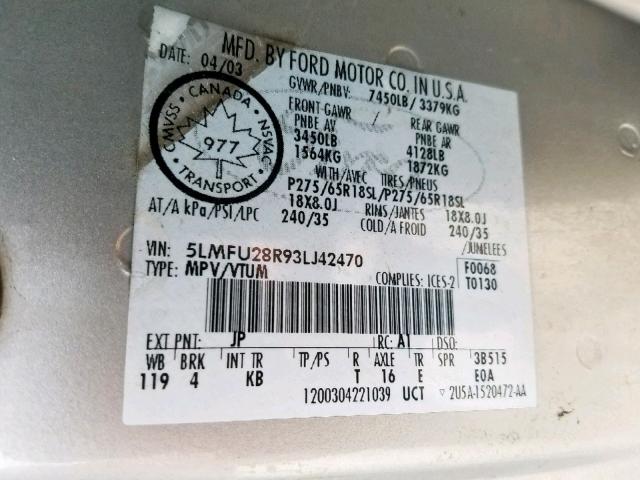 MFD. BY FORD MOTOR CO. IN U.S.A.
DATE: 04/03 GVWR/PNBV: 7450LB/ 3379KG
CMVSS · CANADA · NSVAC
977
TRANSPORT
FRONT GAWR / REAR GAWR
PNBE AV PNBE AR
3450LB 4128LB
1564KG 1872KG
WITH/AVEC TIRES/PNEUS
P275/65R18SL/P275/65R18SL
18X8.0J RIMS/JANTES 18X8.0J
AT/A kPa/PSI/LPC 240/35 COLD/A FROID 240/35
/JUMELEES
VIN: 5LMFU28R93LJ42470 F0068
TYPE: MPV/VTUM COMPLIES: ICES-2 T0130
EXT PNT: JP RC: A1 DSO:
WB BRK INT TR TP/PS R AXLE TR SPR 3B515
119 4 KB T 16 E E0A
1200304221039 UCT ▽ 2U5A-1520472-AA